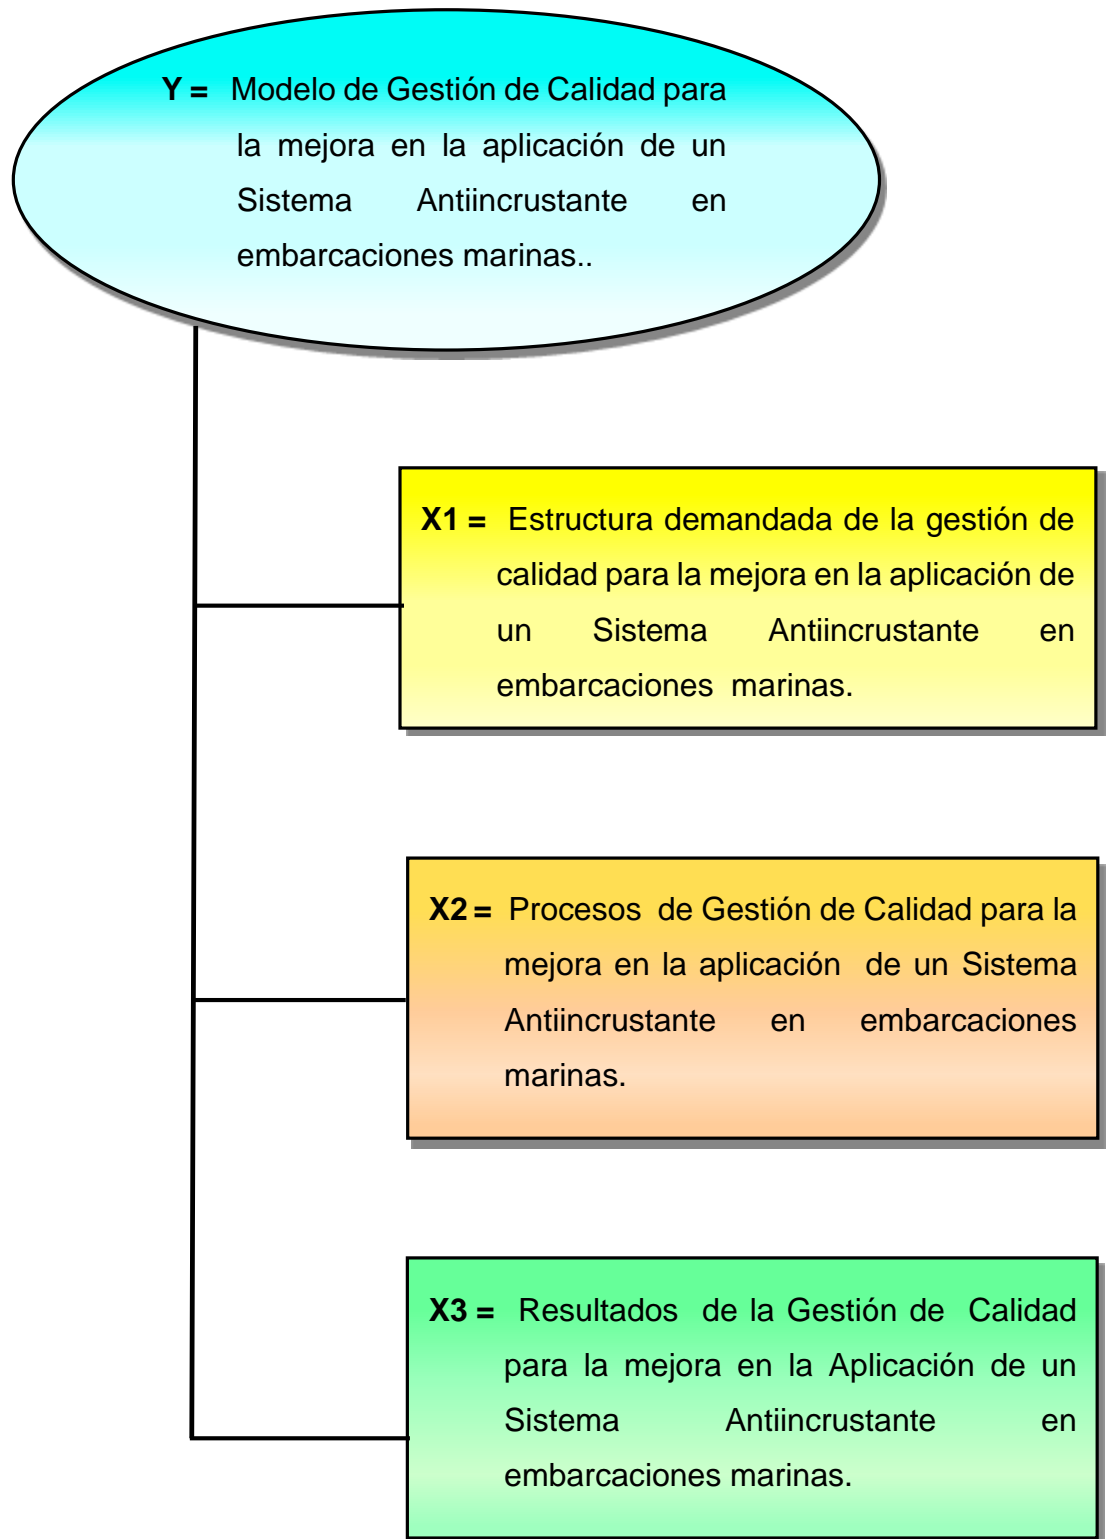 Y = Modelo de Gestión de Calidad para
la mejora en la aplicación de un
Sistema Antiincrustante en
embarcaciones marinas..
X1 = Estructura demandada de la gestión de
calidad para la mejora en la aplicación de
un Sistema Antiincrustante en
embarcaciones marinas.
X2 = Procesos de Gestión de Calidad para la
mejora en la aplicación de un Sistema
Antiincrustante en embarcaciones
marinas.
X3 = Resultados de la Gestión de Calidad
para la mejora en la Aplicación de un
Sistema Antiincrustante en
embarcaciones marinas.